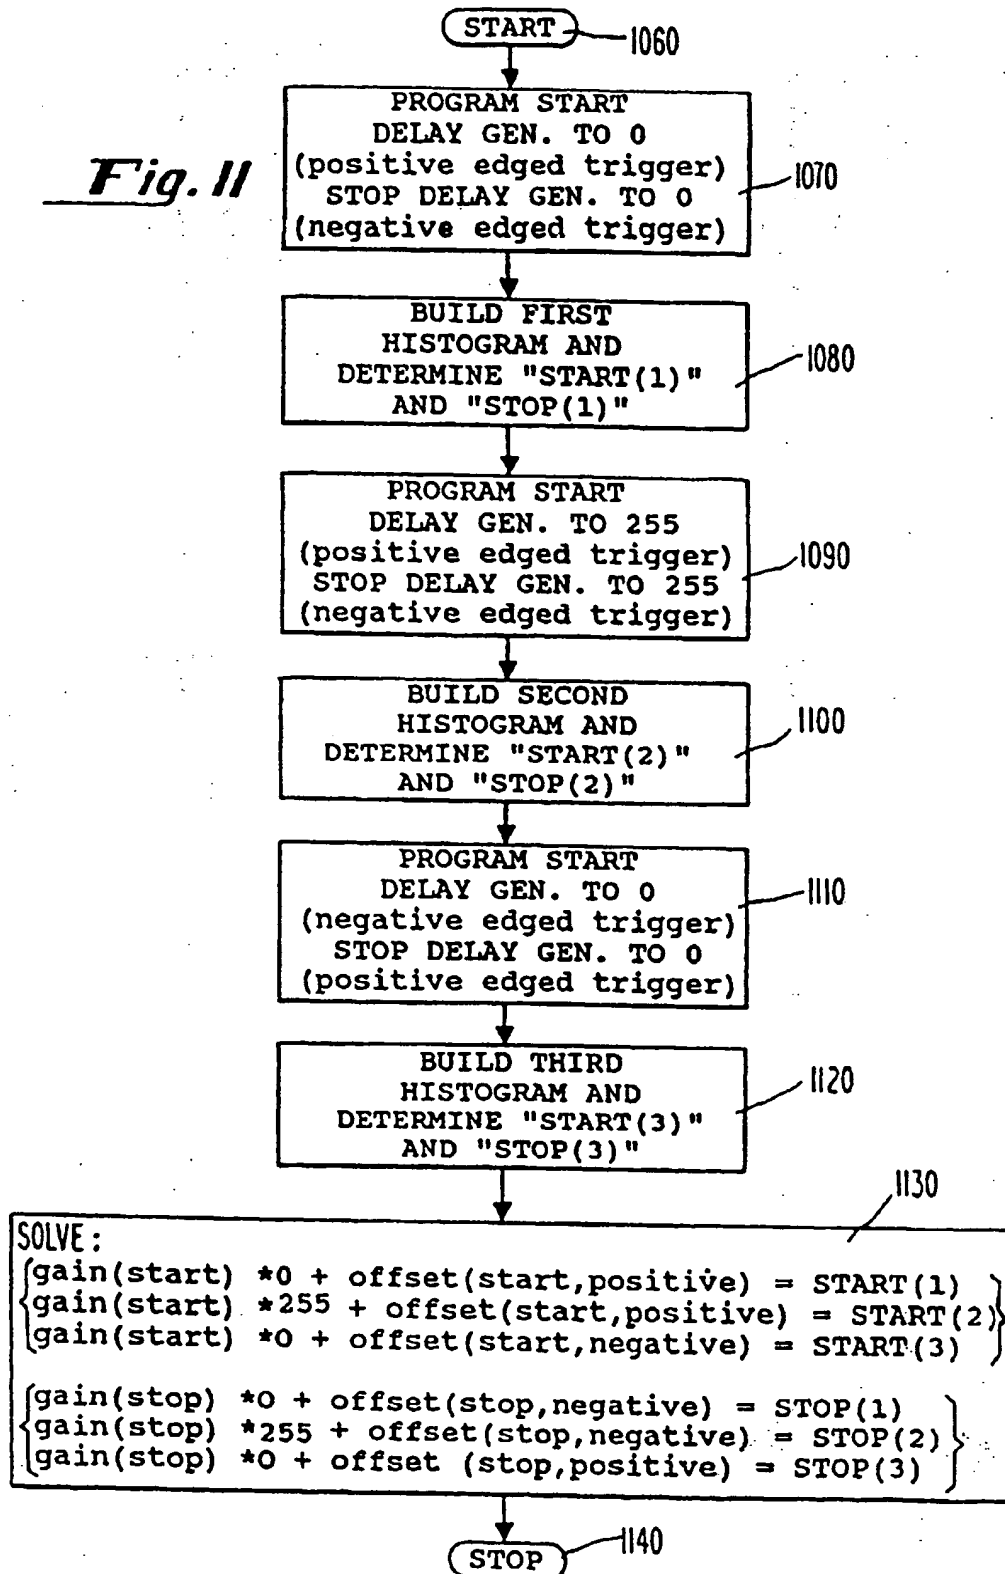 START
1060
PROGRAM START
DELAY GEN. TO 0
(positive edged trigger)
STOP DELAY GEN. TO 0
(negative edged trigger)
1070
Fig. 11
BUILD FIRST
HISTOGRAM AND
DETERMINE "START(1)"
AND "STOP(1)"
1080
PROGRAM START
DELAY GEN. TO 255
(positive edged trigger)
STOP DELAY GEN. TO 255
(negative edged trigger)
1090
BUILD SECOND
HISTOGRAM AND
DETERMINE "START(2)"
AND "STOP(2)"
1100
PROGRAM START
DELAY GEN. TO 0
(negative edged trigger)
STOP DELAY GEN. TO 0
(positive edged trigger)
1110
BUILD THIRD
HISTOGRAM AND
DETERMINE "START(3)"
AND "STOP(3)"
1120
1130
SOLVE:
gain(start) *0 + offset(start,positive) = START(1)
gain(start) *255 + offset(start,positive) = START(2)
gain(start) *0 + offset(start,negative) = START(3)
gain(stop) *0 + offset(stop,negative) = STOP(1)
gain(stop) *255 + offset(stop,negative) = STOP(2)
gain(stop) *0 + offset (stop,positive) = STOP(3)
STOP
1140